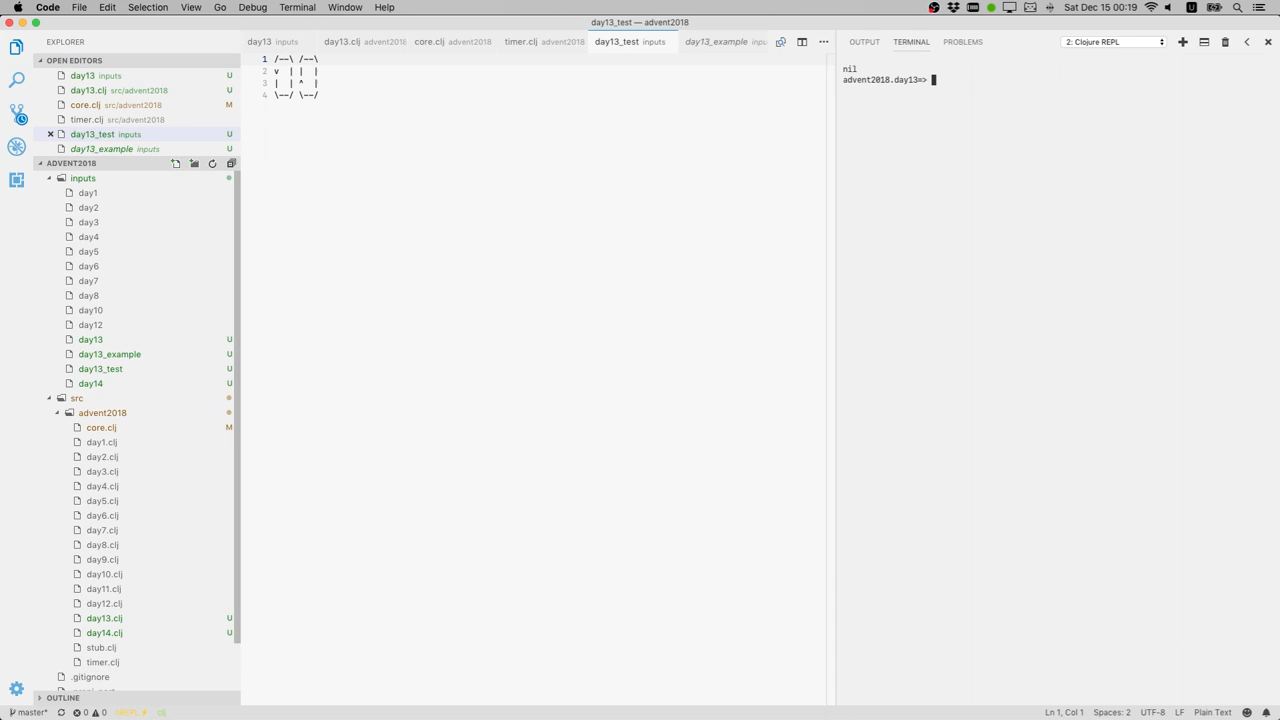 Code File Edit Selection View Go Debug Terminal Window Help
Sat Dec 15 00:19
day13_test — advent2018
EXPLORER
OPEN EDITORS
day13 inputs U
day13.clj src/advent2018 U
core.clj src/advent2018 M
timer.clj src/advent2018
day13_test inputs U
day13_example inputs U
ADVENT2018
inputs
day1
day2
day3
day4
day5
day6
day7
day8
day10
day12
day13 U
day13_example U
day13_test U
day14 U
src
advent2018
core.clj M
day1.clj
day2.clj
day3.clj
day4.clj
day5.clj
day6.clj
day7.clj
day8.clj
day9.clj
day10.clj
day11.clj
day12.clj
day13.clj U
day14.clj U
stub.clj
timer.clj
.gitignore
OUTLINE
day13 inputs day13.clj advent2018 core.clj advent2018 timer.clj advent2018 day13_test inputs day13_example
1 /--\ /--\
2 v  | |  |
3 |  | ^  |
4 \--/ \--/
OUTPUT TERMINAL PROBLEMS 2: Clojure REPL
nil
advent2018.day13=>
master* 0 0 nREPL clj Ln 1, Col 1 Spaces: 2 UTF-8 LF Plain Text